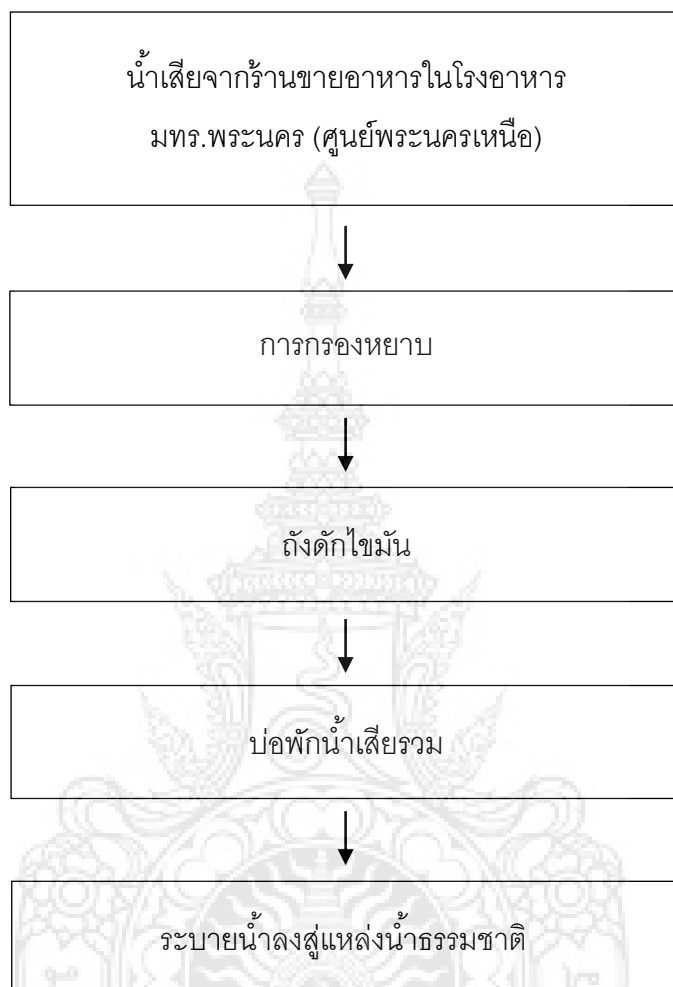 น้ำเสียจากร้านขายอาหารในโรงอาหาร
มทร.พระนคร (ศูนย์พระนครเหนือ)
การกรองหยาบ
ถังดักไขมัน
บ่อพักน้ำเสียรวม
ระบายน้ำลงสู่แหล่งน้ำธรรมชาติ